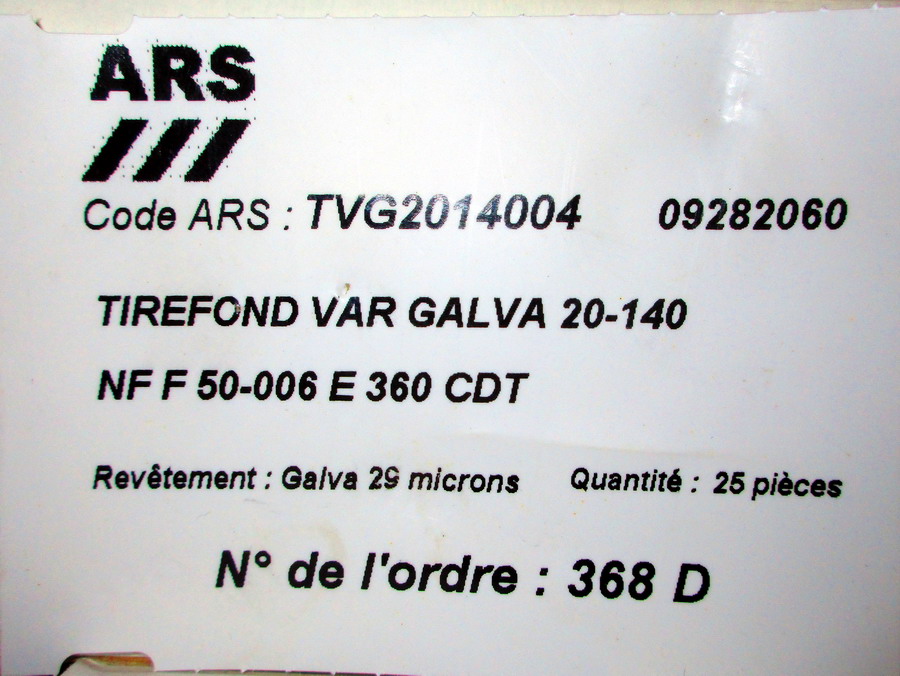 ARS
Code ARS : TVG2014004 09282060
TIREFOND VAR GALVA 20-140
NF F 50-006 E 360 CDT
Revêtement : Galva 29 microns Quantité : 25 pièces
N° de l'ordre : 368 D